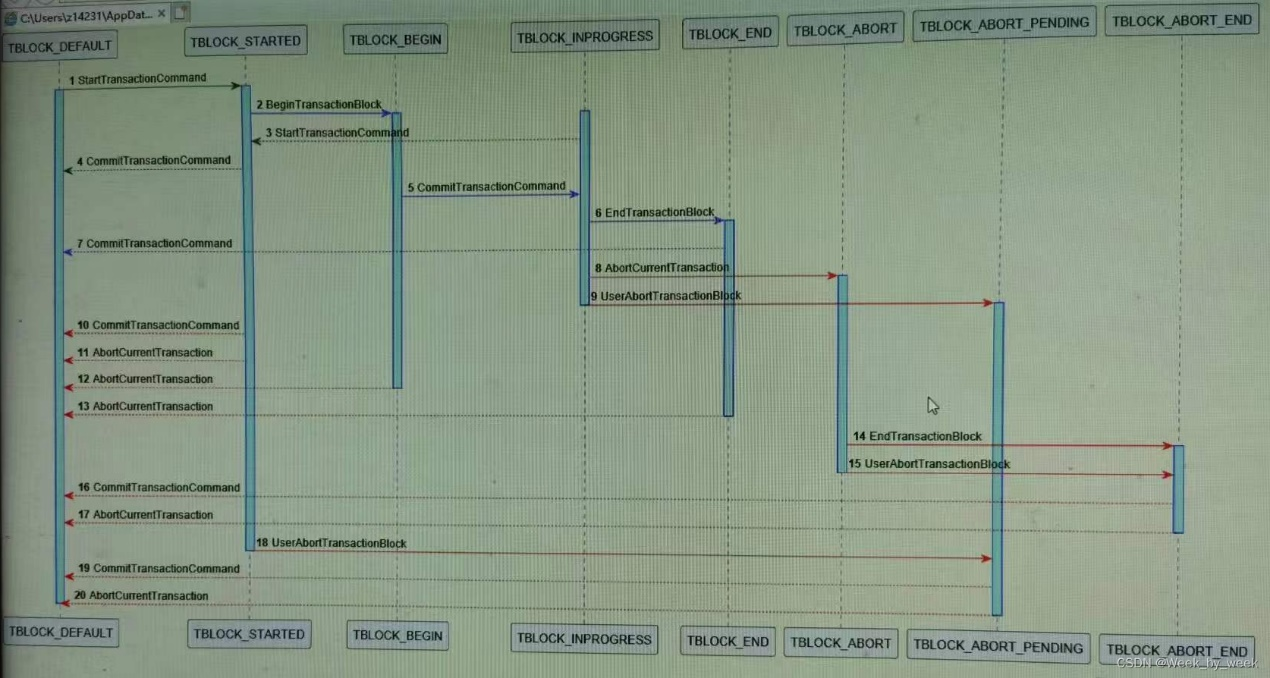 C:\Users\z14231\AppDat...
TBLOCK_DEFAULT TBLOCK_STARTED TBLOCK_BEGIN TBLOCK_INPROGRESS TBLOCK_END TBLOCK_ABORT TBLOCK_ABORT_PENDING TBLOCK_ABORT_END
1 StartTransactionCommand
2 BeginTransactionBlock
3 StartTransactionCommand
4 CommitTransactionCommand
5 CommitTransactionCommand
6 EndTransactionBlock
7 CommitTransactionCommand
8 AbortCurrentTransaction
9 UserAbortTransactionBlock
10 CommitTransactionCommand
11 AbortCurrentTransaction
12 AbortCurrentTransaction
13 AbortCurrentTransaction
14 EndTransactionBlock
15 UserAbortTransactionBlock
16 CommitTransactionCommand
17 AbortCurrentTransaction
18 UserAbortTransactionBlock
19 CommitTransactionCommand
20 AbortCurrentTransaction
TBLOCK_DEFAULT TBLOCK_STARTED TBLOCK_BEGIN TBLOCK_INPROGRESS TBLOCK_END TBLOCK_ABORT TBLOCK_ABORT_PENDING TBLOCK_ABORT_END
CSDN @Week_by_week